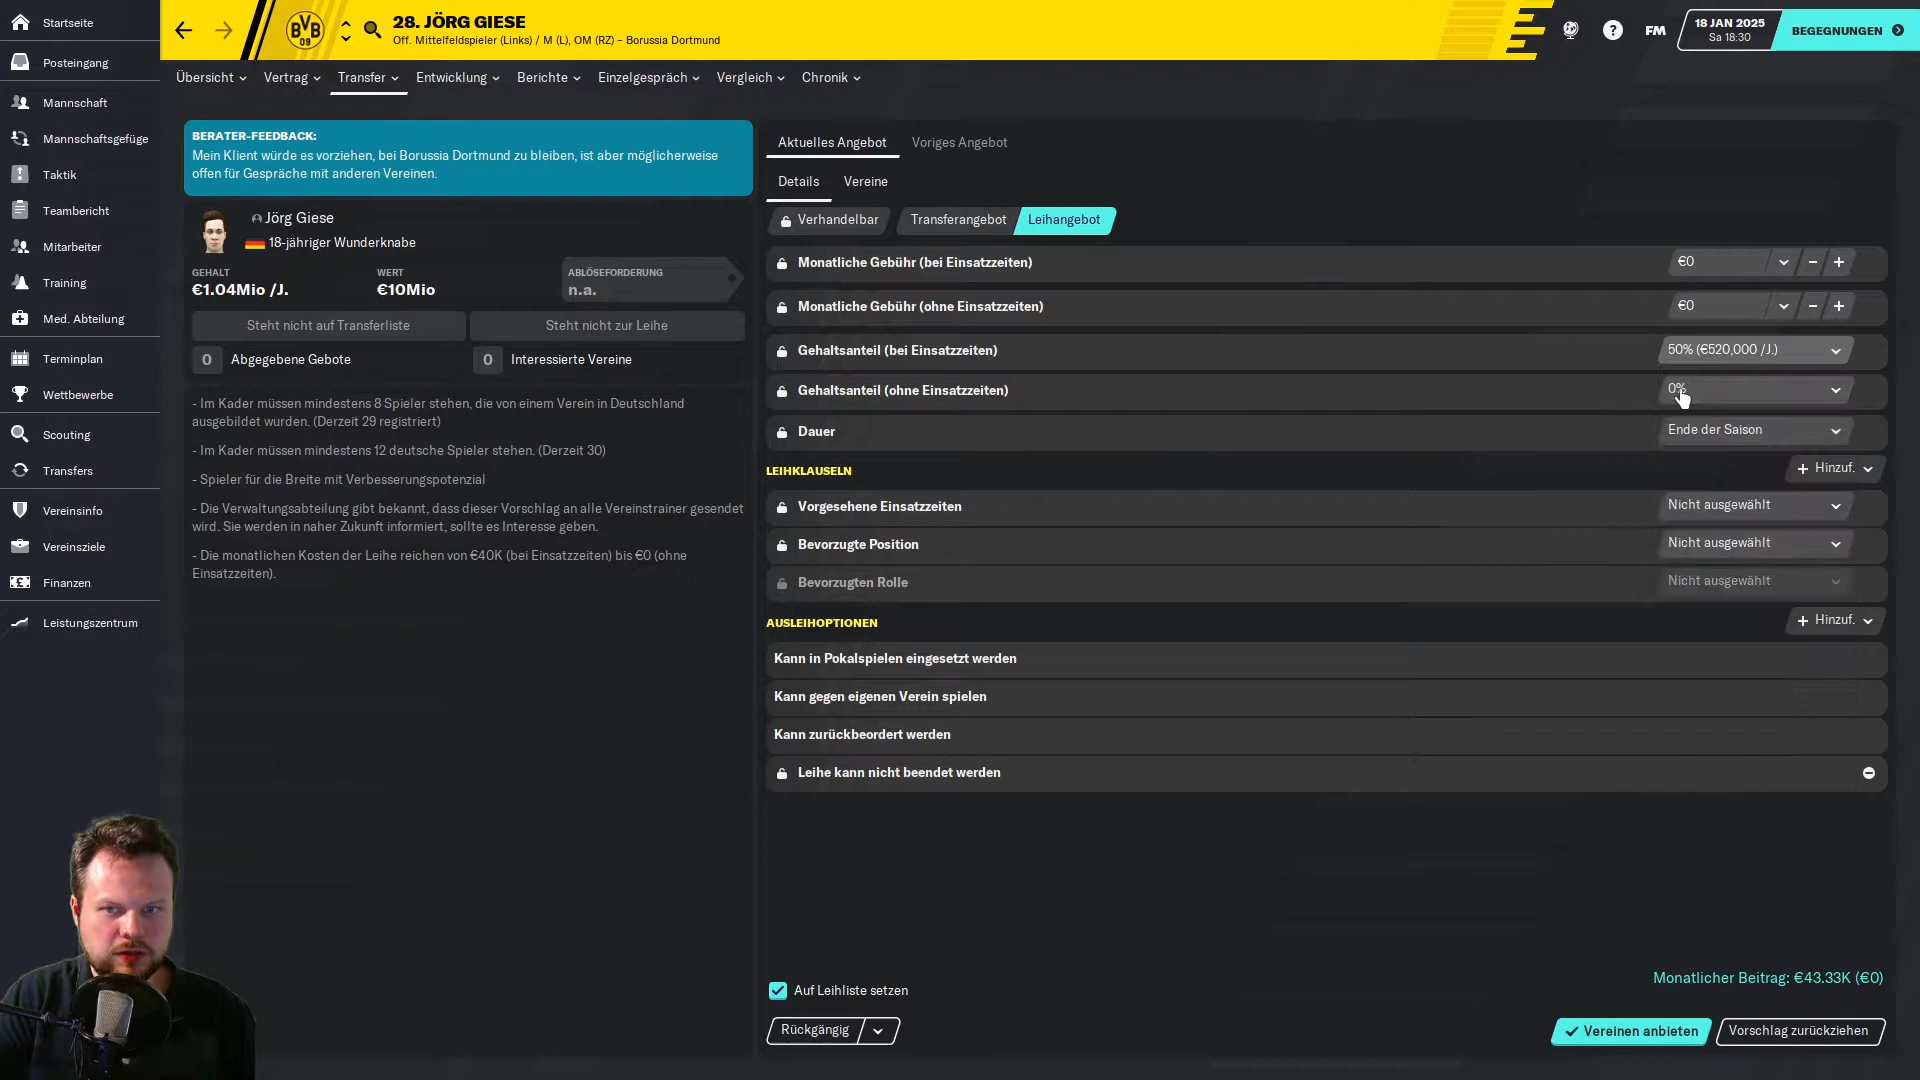 Startseite
Posteingang
Mannschaft
Mannschaftsgefüge
Taktik
Teambericht
Mitarbeiter
Training
Med. Abteilung
Terminplan
Wettbewerbe
Scouting
Transfers
Vereinsinfo
Vereinsziele
Finanzen
Leistungszentrum
BVB
09
28. JÖRG GIESE
Off. Mittelfeldspieler (Links) / M (L), OM (RZ) – Borussia Dortmund
FM
18 JAN 2025
Sa 18:30
BEGEGNUNGEN
Übersicht Vertrag Transfer Entwicklung Berichte Einzelgespräch Vergleich Chronik
BERATER-FEEDBACK:
Mein Klient würde es vorziehen, bei Borussia Dortmund zu bleiben, ist aber möglicherweise
offen für Gespräche mit anderen Vereinen.
Jörg Giese
18-jähriger Wunderknabe
GEHALT WERT ABLÖSEFORDERUNG
€1.04Mio /J. €10Mio n.a.
Steht nicht auf Transferliste Steht nicht zur Leihe
0 Abgegebene Gebote 0 Interessierte Vereine
- Im Kader müssen mindestens 8 Spieler stehen, die von einem Verein in Deutschland
ausgebildet wurden. (Derzeit 29 registriert)
- Im Kader müssen mindestens 12 deutsche Spieler stehen. (Derzeit 30)
- Spieler für die Breite mit Verbesserungspotenzial
- Die Verwaltungsabteilung gibt bekannt, dass dieser Vorschlag an alle Vereinstrainer gesendet
wird. Sie werden in naher Zukunft informiert, sollte es Interesse geben.
- Die monatlichen Kosten der Leihe reichen von €40K (bei Einsatzzeiten) bis €0 (ohne
Einsatzzeiten).
Aktuelles Angebot Voriges Angebot
Details Vereine
Verhandelbar Transferangebot Leihangebot
Monatliche Gebühr (bei Einsatzzeiten) €0 − +
Monatliche Gebühr (ohne Einsatzzeiten) €0 − +
Gehaltsanteil (bei Einsatzzeiten) 50% (€520,000 /J.)
Gehaltsanteil (ohne Einsatzzeiten) 0%
Dauer Ende der Saison
LEIHKLAUSELN + Hinzuf.
Vorgesehene Einsatzzeiten Nicht ausgewählt
Bevorzugte Position Nicht ausgewählt
Bevorzugten Rolle Nicht ausgewählt
AUSLEIHOPTIONEN + Hinzuf.
Kann in Pokalspielen eingesetzt werden
Kann gegen eigenen Verein spielen
Kann zurückbeordert werden
Leihe kann nicht beendet werden
Monatlicher Beitrag: €43.33K (€0)
Auf Leihliste setzen
Rückgängig Vereinen anbieten Vorschlag zurückziehen